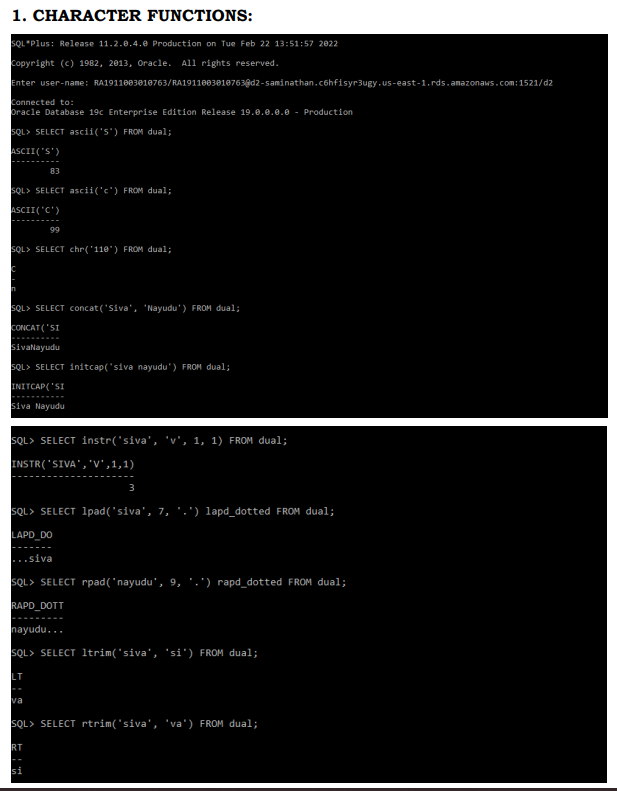 1. CHARACTER FUNCTIONS:
SQL*Plus: Release 11.2.0.4.0 Production on Tue Feb 22 13:51:57 2022
Copyright (c) 1982, 2013, Oracle.  All rights reserved.
Enter user-name: RA1911003010763/RA1911003010763@d2-saminathan.c6hfisyr3ugy.us-east-1.rds.amazonaws.com:1521/d2
Connected to:
Oracle Database 19c Enterprise Edition Release 19.0.0.0.0 - Production
SQL> SELECT ascii('S') FROM dual;
ASCII('S')
----------
83
SQL> SELECT ascii('c') FROM dual;
ASCII('C')
----------
99
SQL> SELECT chr('110') FROM dual;
C
-
n
SQL> SELECT concat('Siva', 'Nayudu') FROM dual;
CONCAT('SI
----------
SivaNayudu
SQL> SELECT initcap('siva nayudu') FROM dual;
INITCAP('SI
-----------
Siva Nayudu
SQL> SELECT instr('siva', 'v', 1, 1) FROM dual;
INSTR('SIVA','V',1,1)
---------------------
3
SQL> SELECT lpad('siva', 7, '.') lapd_dotted FROM dual;
LAPD_DO
-------
...siva
SQL> SELECT rpad('nayudu', 9, '.') rapd_dotted FROM dual;
RAPD_DOTT
---------
nayudu...
SQL> SELECT ltrim('siva', 'si') FROM dual;
LT
--
va
SQL> SELECT rtrim('siva', 'va') FROM dual;
RT
--
si